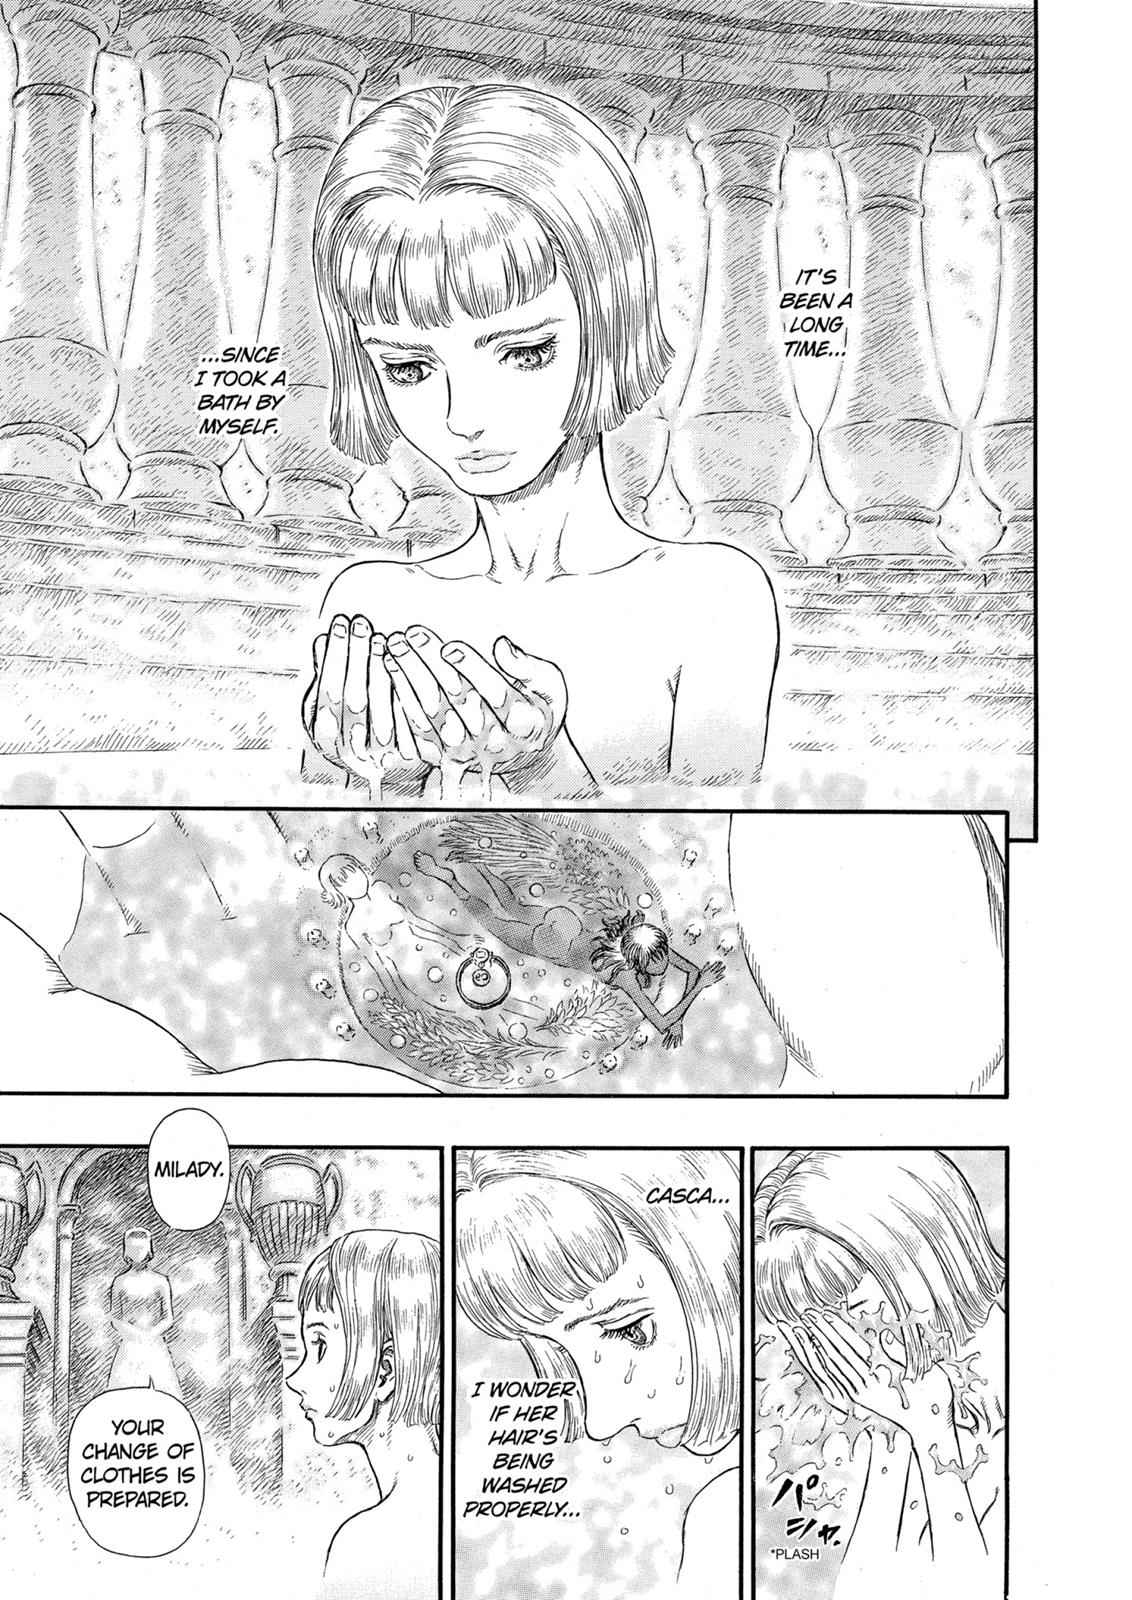 IT'S
BEEN A
LONG
TIME...
...SINCE
I TOOK A
BATH BY
MYSELF.
パシャ
*PLASH
CASCA...
I WONDER
IF HER
HAIR'S
BEING
WASHED
PROPERLY...
MILADY.
YOUR
CHANGE OF
CLOTHES IS
PREPARED.